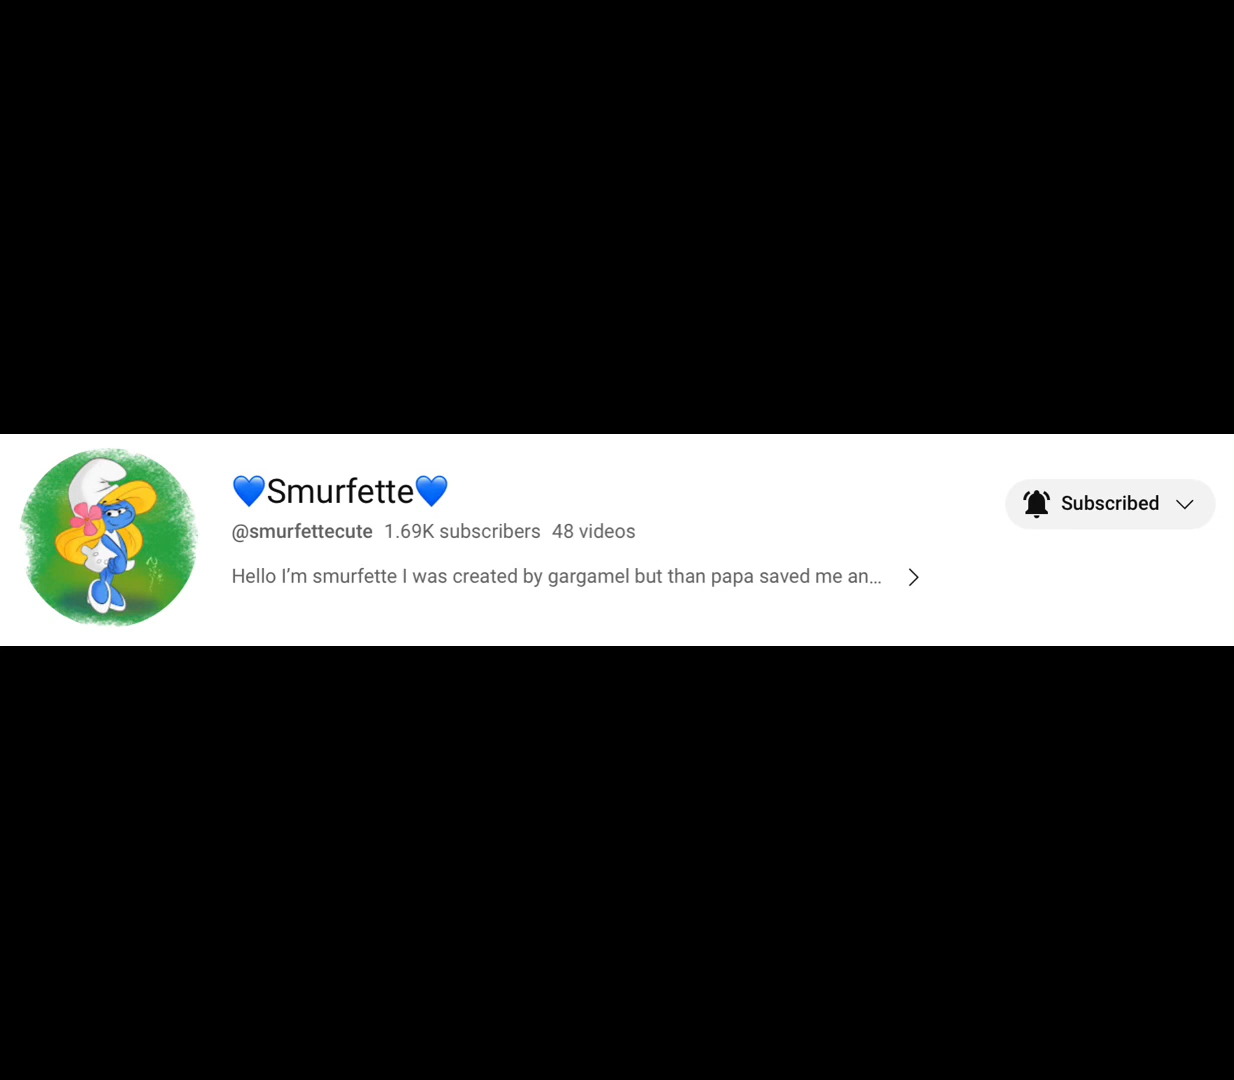 💙Smurfette💙
@smurfettecute 1.69K subscribers 48 videos
Hello I’m smurfette I was created by gargamel but than papa saved me an...
Subscribed